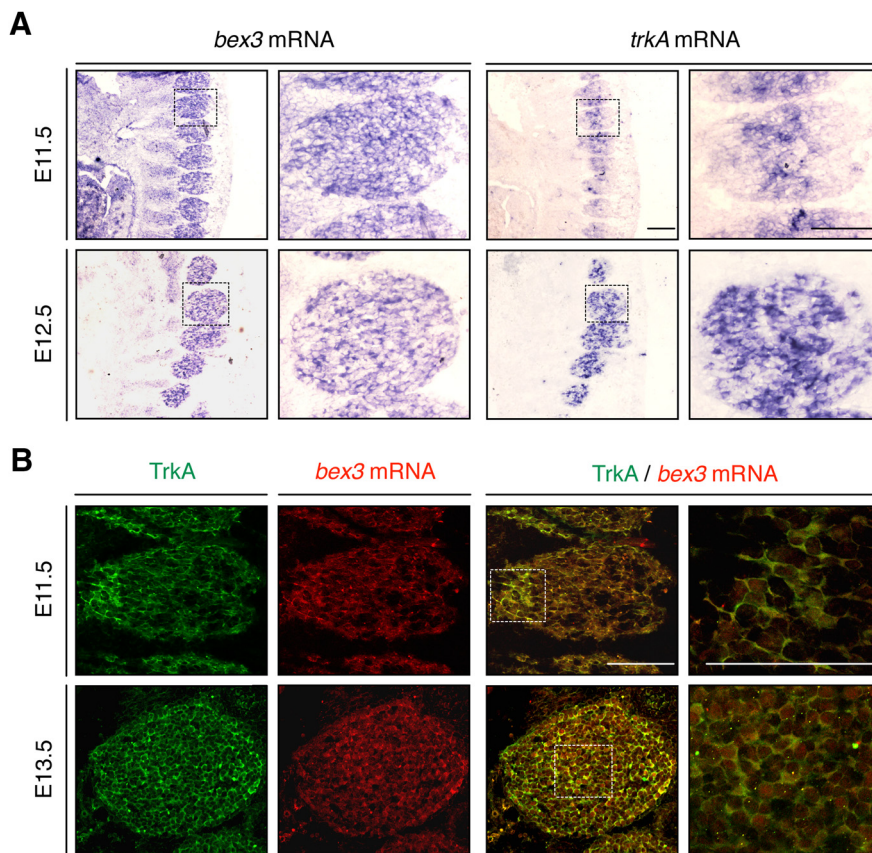 A
bex3 mRNA
trkA mRNA
E11.5
E12.5
B
TrkA
bex3 mRNA
TrkA / bex3 mRNA
E11.5
E13.5